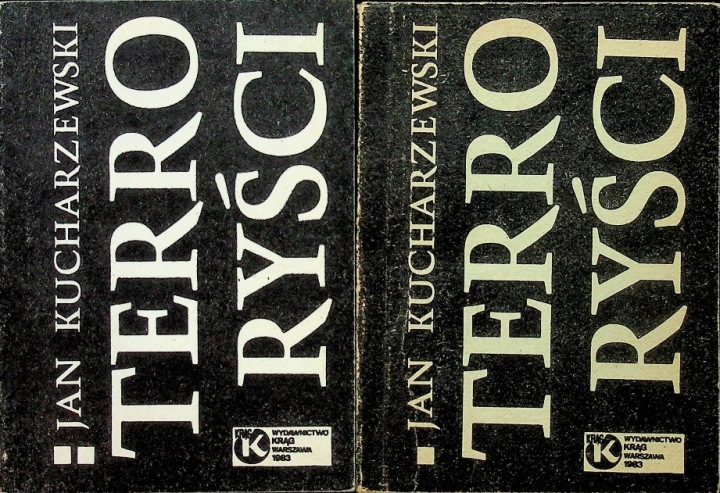 JAN KUCHARZEWSKI
TERRO
RYŚCI
KRĄG
K
WYDAWNICTWO
KRĄG
WARSZAWA
1983
JAN KUCHARZEWSKI
TERRO
RYŚCI
KRĄG
K
WYDAWNICTWO
KRĄG
WARSZAWA
1983